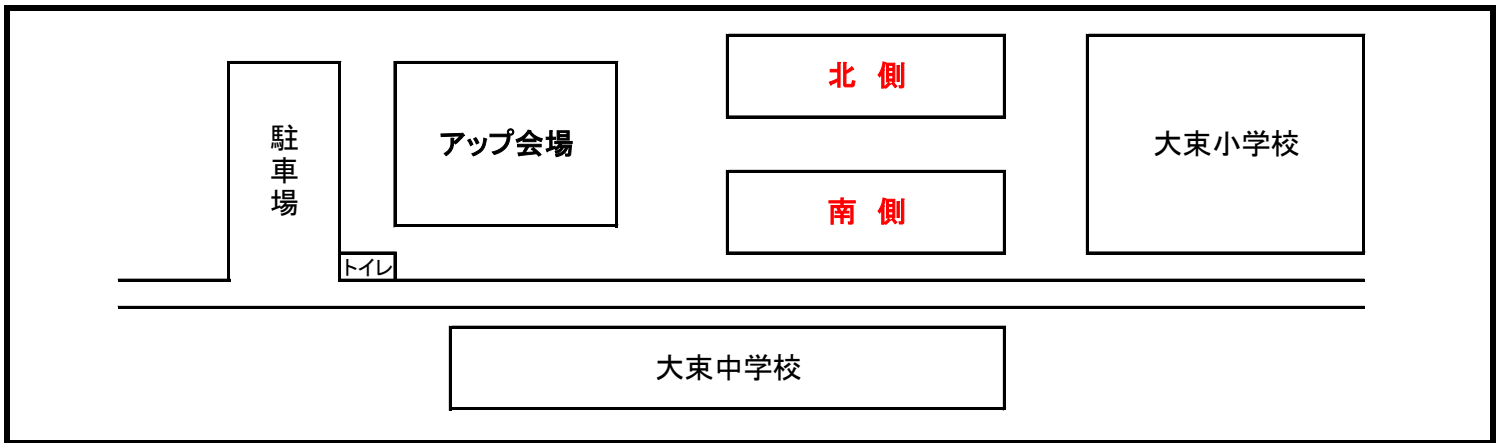 駐車場
アップ会場
北 側
南 側
大東小学校
トイレ
大東中学校